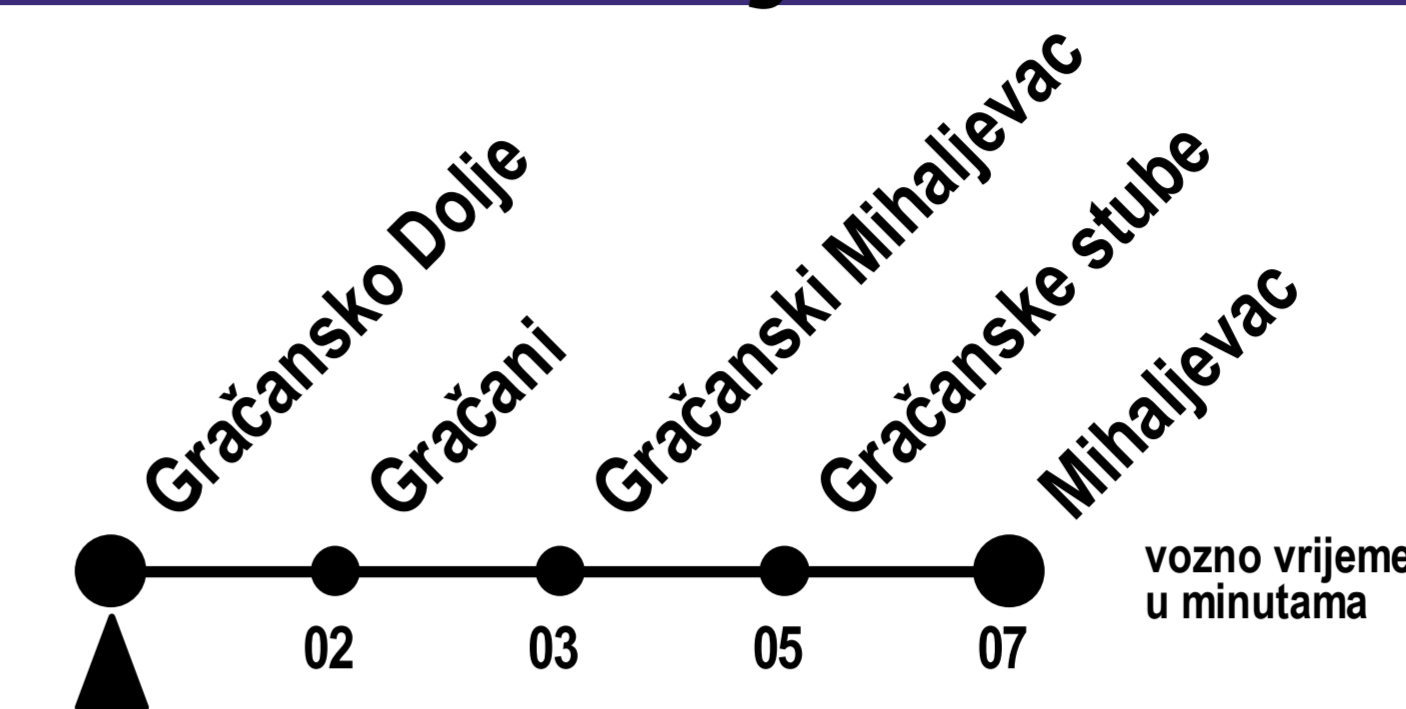 Gračansko Dolje
Gračani
Gračanski Mihaljevac
Gračanske stube
Mihaljevac
vozno vrijeme
u minutama
02
03
05
07